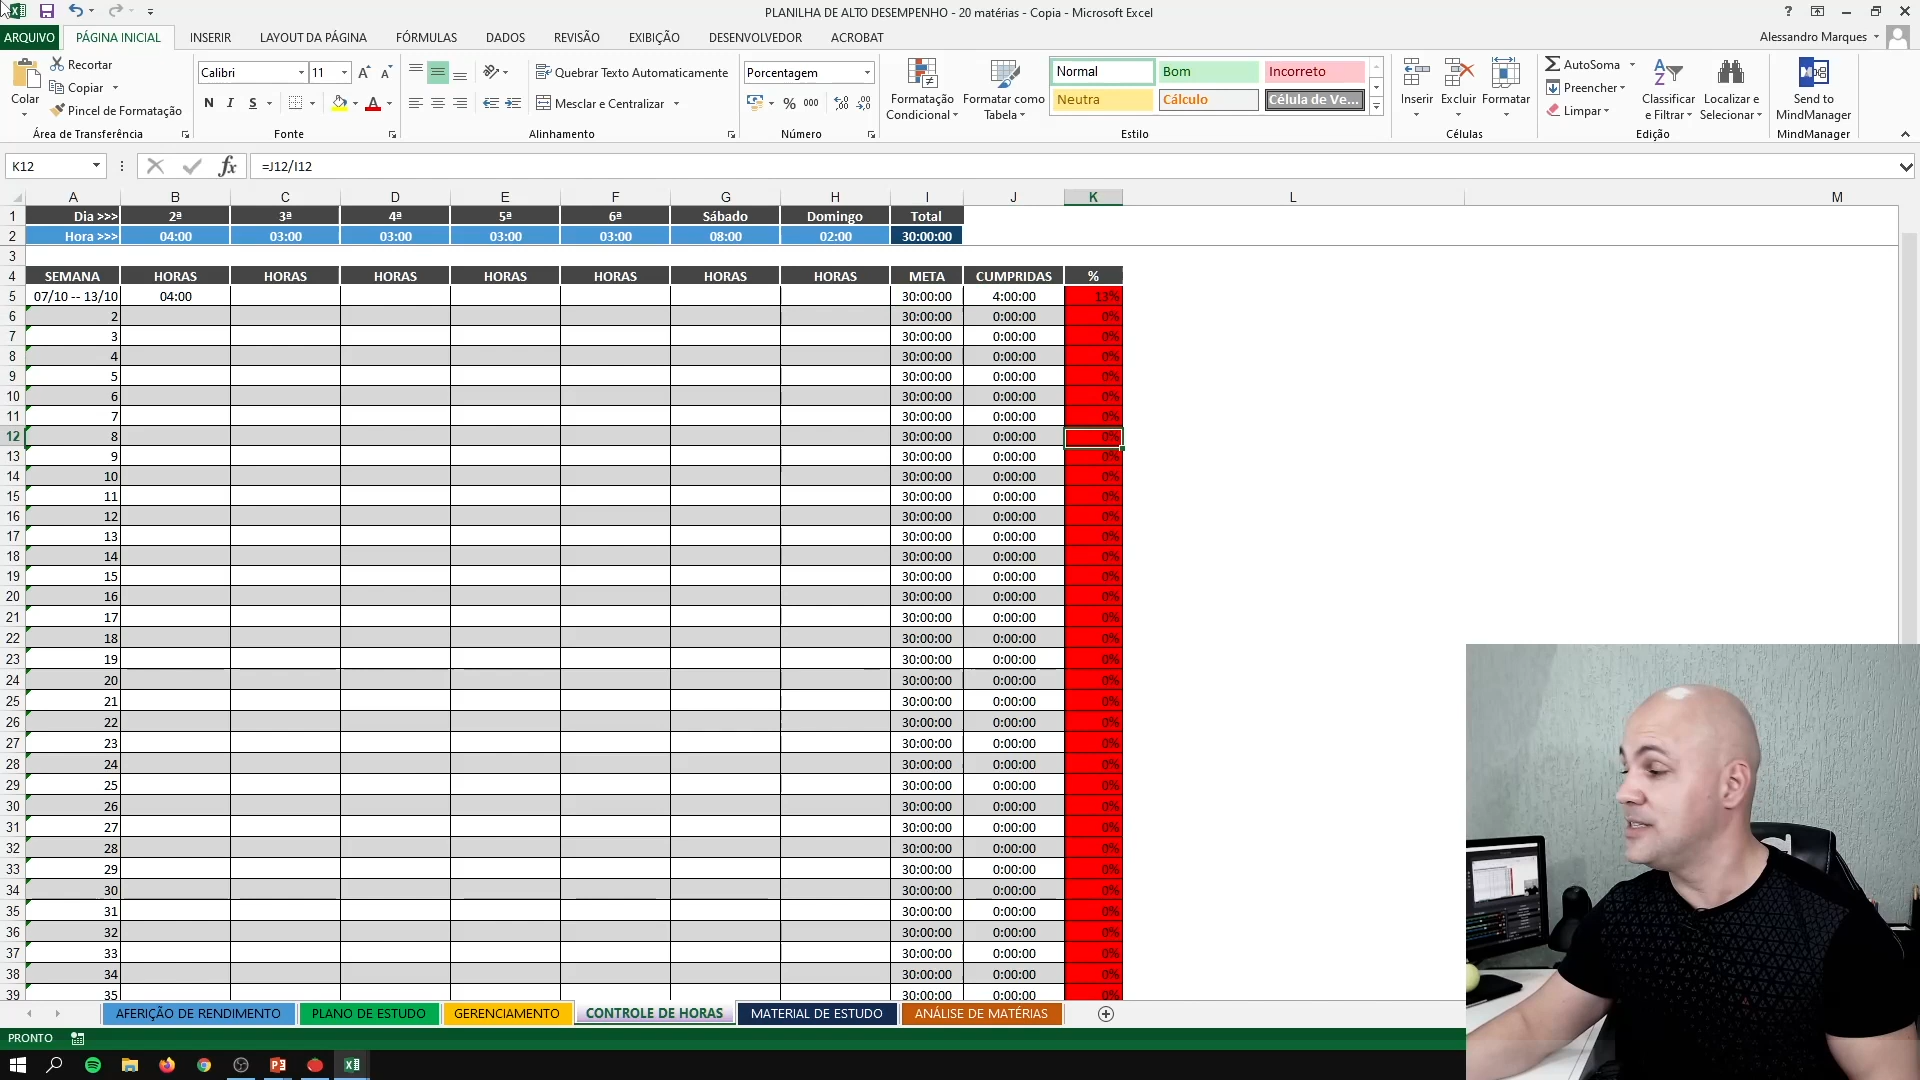 PLANILHA DE ALTO DESEMPENHO - 20 matérias - Copia - Microsoft Excel
ARQUIVO PÁGINA INICIAL INSERIR LAYOUT DA PÁGINA FÓRMULAS DADOS REVISÃO EXIBIÇÃO DESENVOLVEDOR ACROBAT Alessandro Marques
Colar Recortar Copiar Pincel de Formatação
Área de Transferência
Calibri 11
N I S
Fonte
Quebrar Texto Automaticamente
Mesclar e Centralizar
Alinhamento
Porcentagem
% 000
Número
Formatação Condicional
Formatar como Tabela
Normal Bom Incorreto
Neutra Cálculo Célula de Ve...
Estilo
Inserir Excluir Formatar
Células
AutoSoma
Preencher
Limpar
Classificar e Filtrar
Localizar e Selecionar
Edição
Send to MindManager
MindManager
K12 fx =J12/I12
A B C D E F G H I J K L M
1 Dia >>> 2ª 3ª 4ª 5ª 6ª Sábado Domingo Total
2 Hora >>> 04:00 03:00 03:00 03:00 03:00 08:00 02:00 30:00:00
3
4 SEMANA HORAS HORAS HORAS HORAS HORAS HORAS HORAS META CUMPRIDAS %
5 07/10 -- 13/10 04:00 30:00:00 4:00:00 13%
6 2 30:00:00 0:00:00 0%
7 3 30:00:00 0:00:00 0%
8 4 30:00:00 0:00:00 0%
9 5 30:00:00 0:00:00 0%
10 6 30:00:00 0:00:00 0%
11 7 30:00:00 0:00:00 0%
12 8 30:00:00 0:00:00 0%
13 9 30:00:00 0:00:00 0%
14 10 30:00:00 0:00:00 0%
15 11 30:00:00 0:00:00 0%
16 12 30:00:00 0:00:00 0%
17 13 30:00:00 0:00:00 0%
18 14 30:00:00 0:00:00 0%
19 15 30:00:00 0:00:00 0%
20 16 30:00:00 0:00:00 0%
21 17 30:00:00 0:00:00 0%
22 18 30:00:00 0:00:00 0%
23 19 30:00:00 0:00:00 0%
24 20 30:00:00 0:00:00 0%
25 21 30:00:00 0:00:00 0%
26 22 30:00:00 0:00:00 0%
27 23 30:00:00 0:00:00 0%
28 24 30:00:00 0:00:00 0%
29 25 30:00:00 0:00:00 0%
30 26 30:00:00 0:00:00 0%
31 27 30:00:00 0:00:00 0%
32 28 30:00:00 0:00:00 0%
33 29 30:00:00 0:00:00 0%
34 30 30:00:00 0:00:00 0%
35 31 30:00:00 0:00:00 0%
36 32 30:00:00 0:00:00 0%
37 33 30:00:00 0:00:00 0%
38 34 30:00:00 0:00:00 0%
39 35 30:00:00 0:00:00 0%
AFERIÇÃO DE RENDIMENTO PLANO DE ESTUDO GERENCIAMENTO CONTROLE DE HORAS MATERIAL DE ESTUDO ANÁLISE DE MATÉRIAS
PRONTO